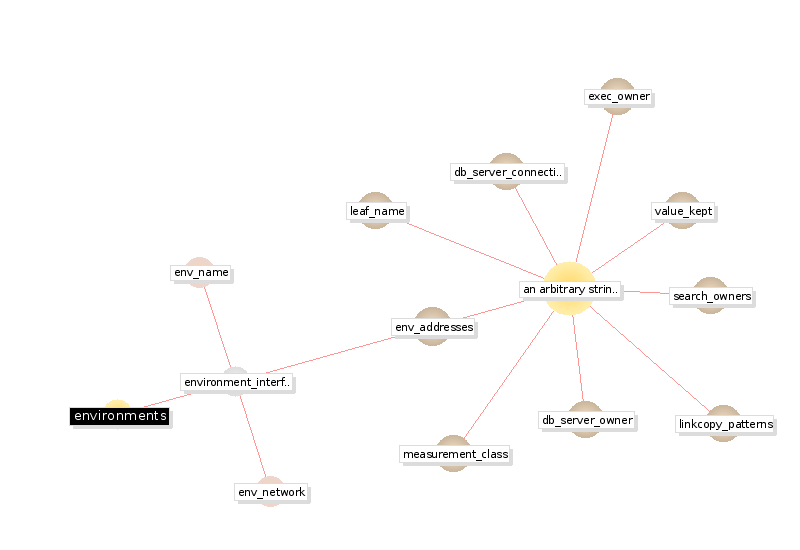 exec_owner
db_server_connecti..
leaf_name
value_kept
env_name
an arbitrary strin..
search_owners
env_addresses
environment_interf..
environments
db_server_owner
linkcopy_patterns
measurement_class
env_network